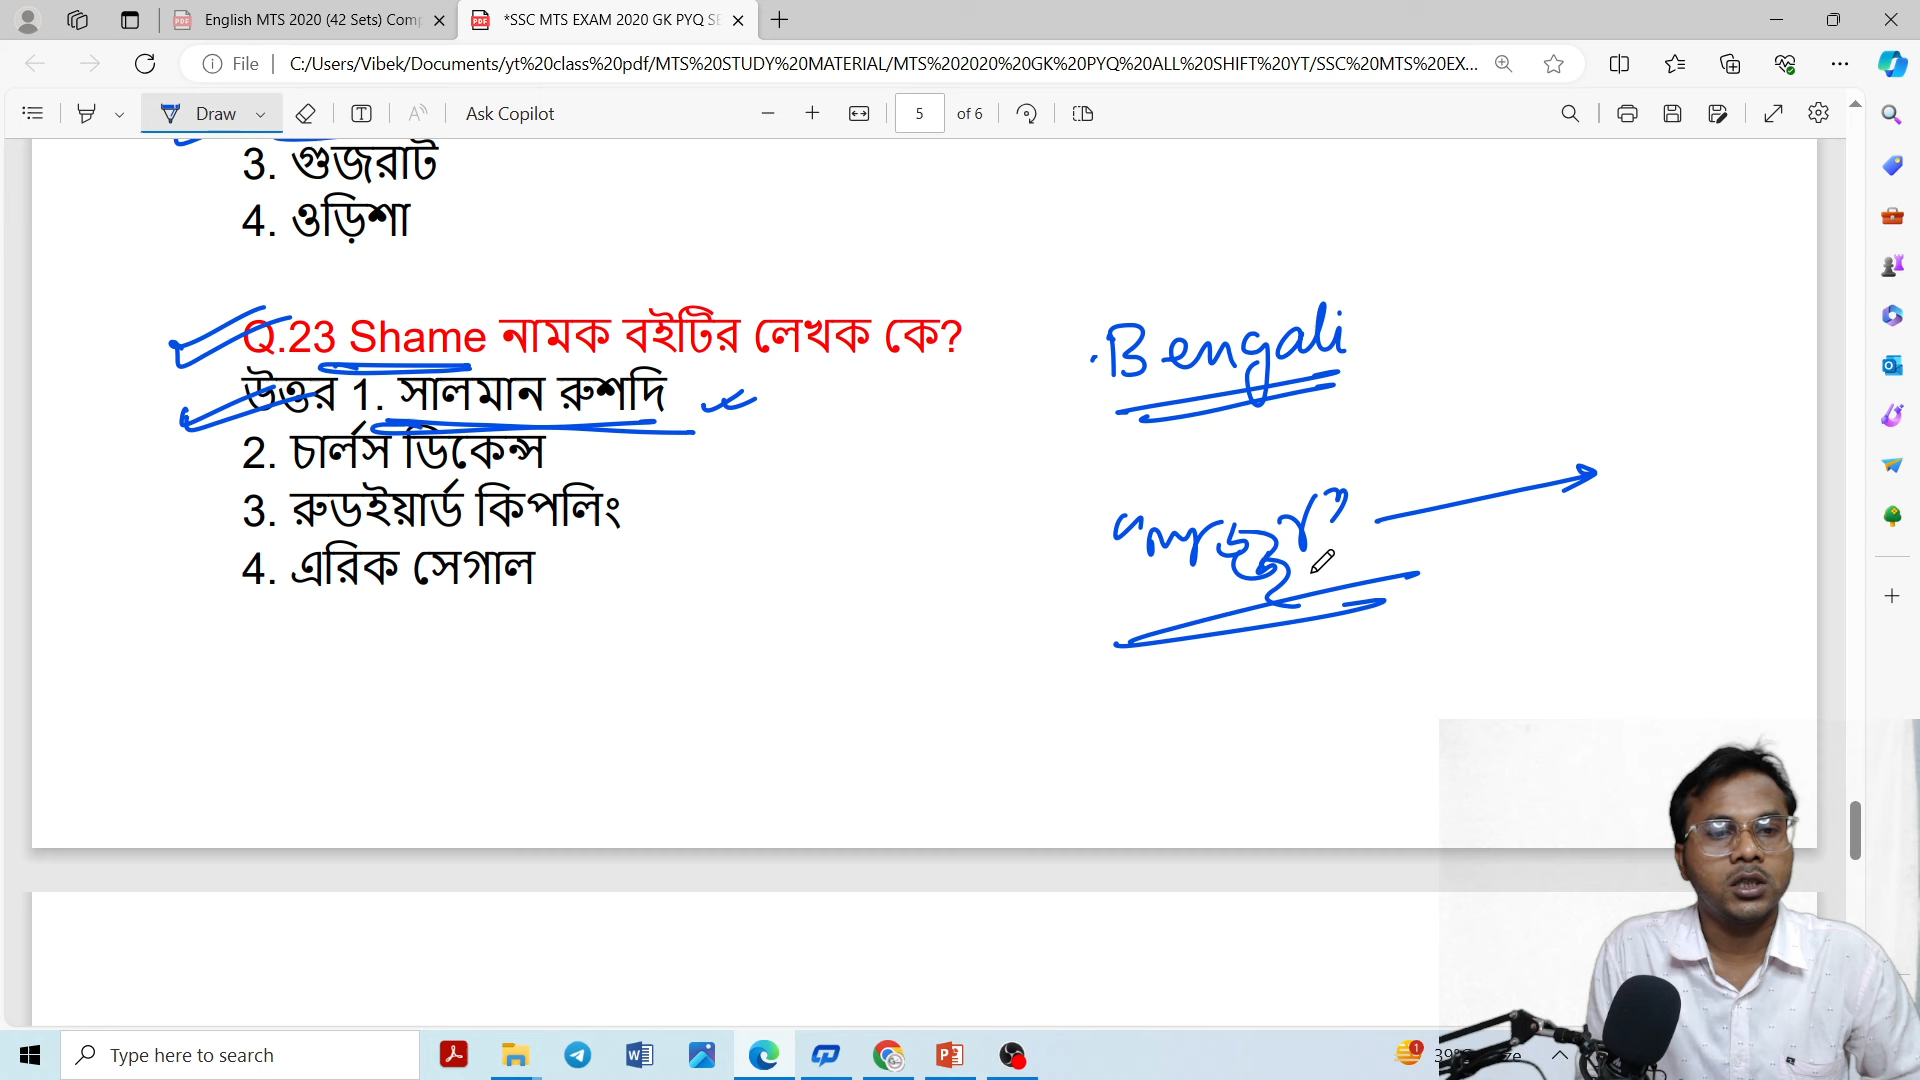 English MTS 2020 (42 Sets) Comp
*SSC MTS EXAM 2020 GK PYQ SE
File
C:/Users/Vibek/Documents/yt%20class%20pdf/MTS%20STUDY%20MATERIAL/MTS%202020%20GK%20PYQ%20ALL%20SHIFT%20YT/SSC%20MTS%20EX...
Draw
Ask Copilot
5 of 6
3. গুজরাট
4. ওড়িশা
Q.23 Shame নামক বইটির লেখক কে?
উত্তর 1. সালমান রুশদি
2. চার্লস ডিকেন্স
3. রুডইয়ার্ড কিপলিং
4. এরিক সেগাল
Bengali
Type here to search
39°C